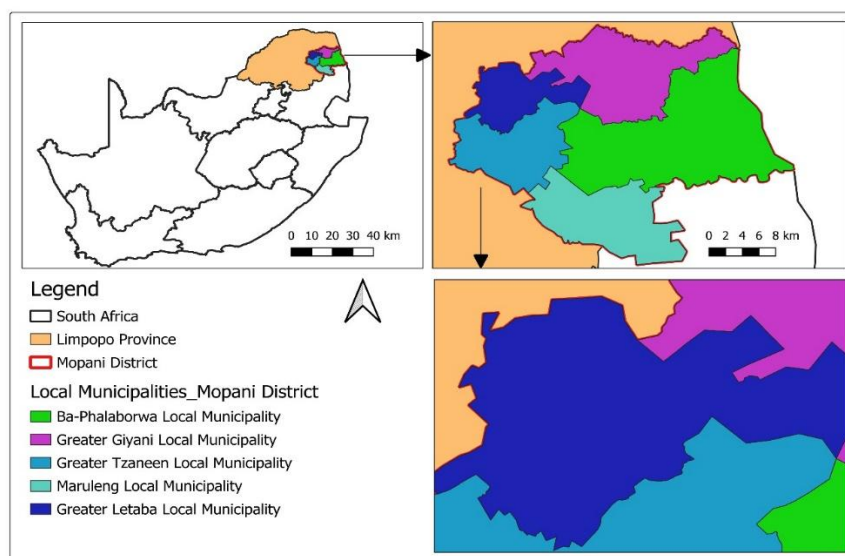 0 10 20 30 40 km
0 2 4 6 8 km
Legend
South Africa
Limpopo Province
Mopani District
Local Municipalities_Mopani District
Ba-Phalaborwa Local Municipality
Greater Giyani Local Municipality
Greater Tzaneen Local Municipality
Maruleng Local Municipality
Greater Letaba Local Municipality